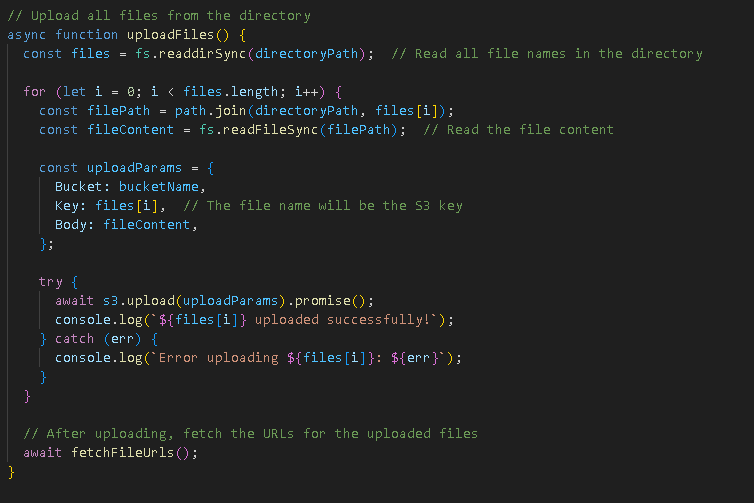 // Upload all files from the directory
async function uploadFiles() {
  const files = fs.readdirSync(directoryPath);  // Read all file names in the directory

  for (let i = 0; i < files.length; i++) {
    const filePath = path.join(directoryPath, files[i]);
    const fileContent = fs.readFileSync(filePath);  // Read the file content

    const uploadParams = {
      Bucket: bucketName,
      Key: files[i],  // The file name will be the S3 key
      Body: fileContent,
    };

    try {
      await s3.upload(uploadParams).promise();
      console.log(`${files[i]} uploaded successfully!`);
    } catch (err) {
      console.log(`Error uploading ${files[i]}: ${err}`);
    }
  }

  // After uploading, fetch the URLs for the uploaded files
  await fetchFileUrls();
}